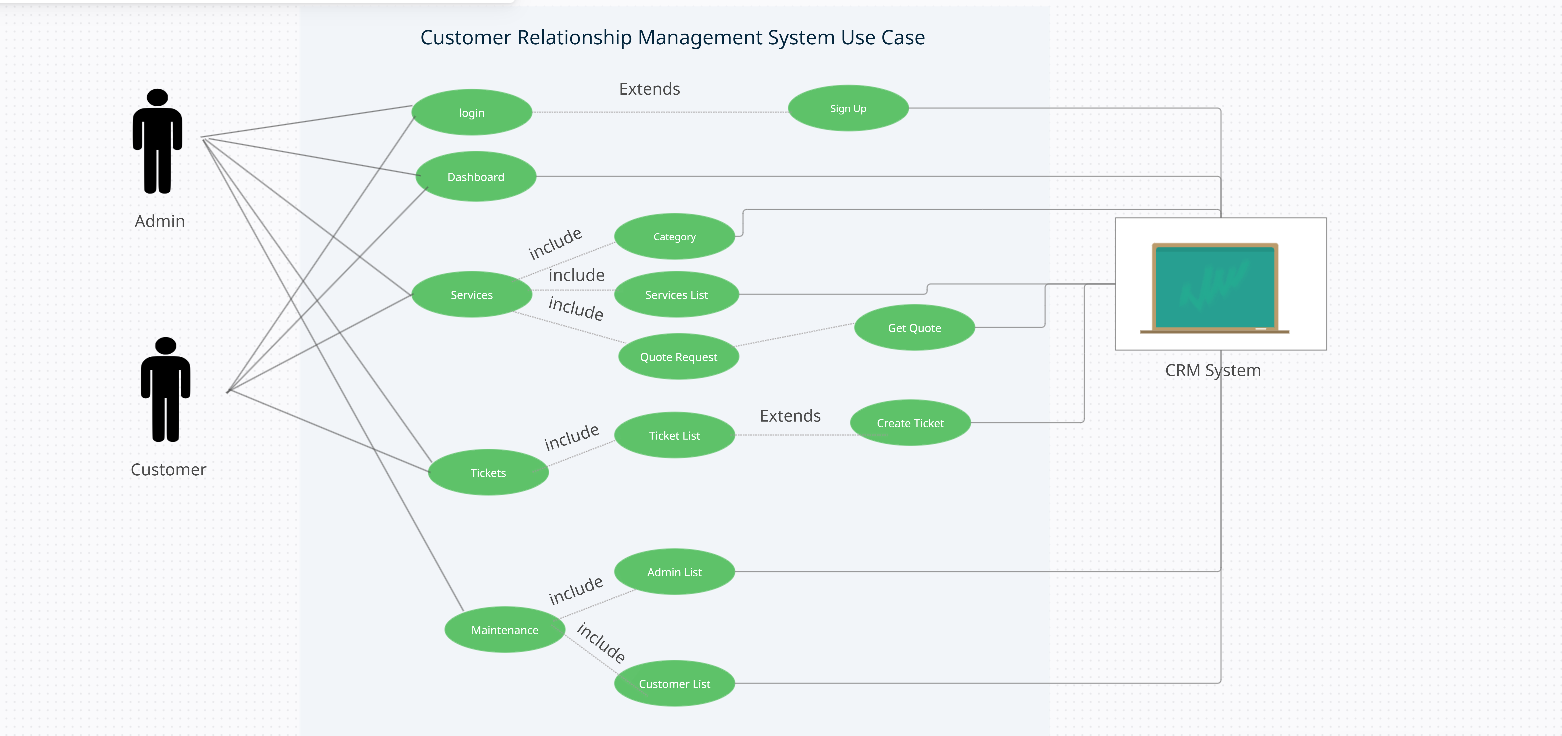 Customer Relationship Management System Use Case
Extends
login
Sign Up
Dashboard
Admin
include
Category
include
Services
Services List
include
Get Quote
Quote Request
CRM System
Customer
include
Ticket List
Extends
Create Ticket
Tickets
include
Admin List
Maintenance
include
Customer List